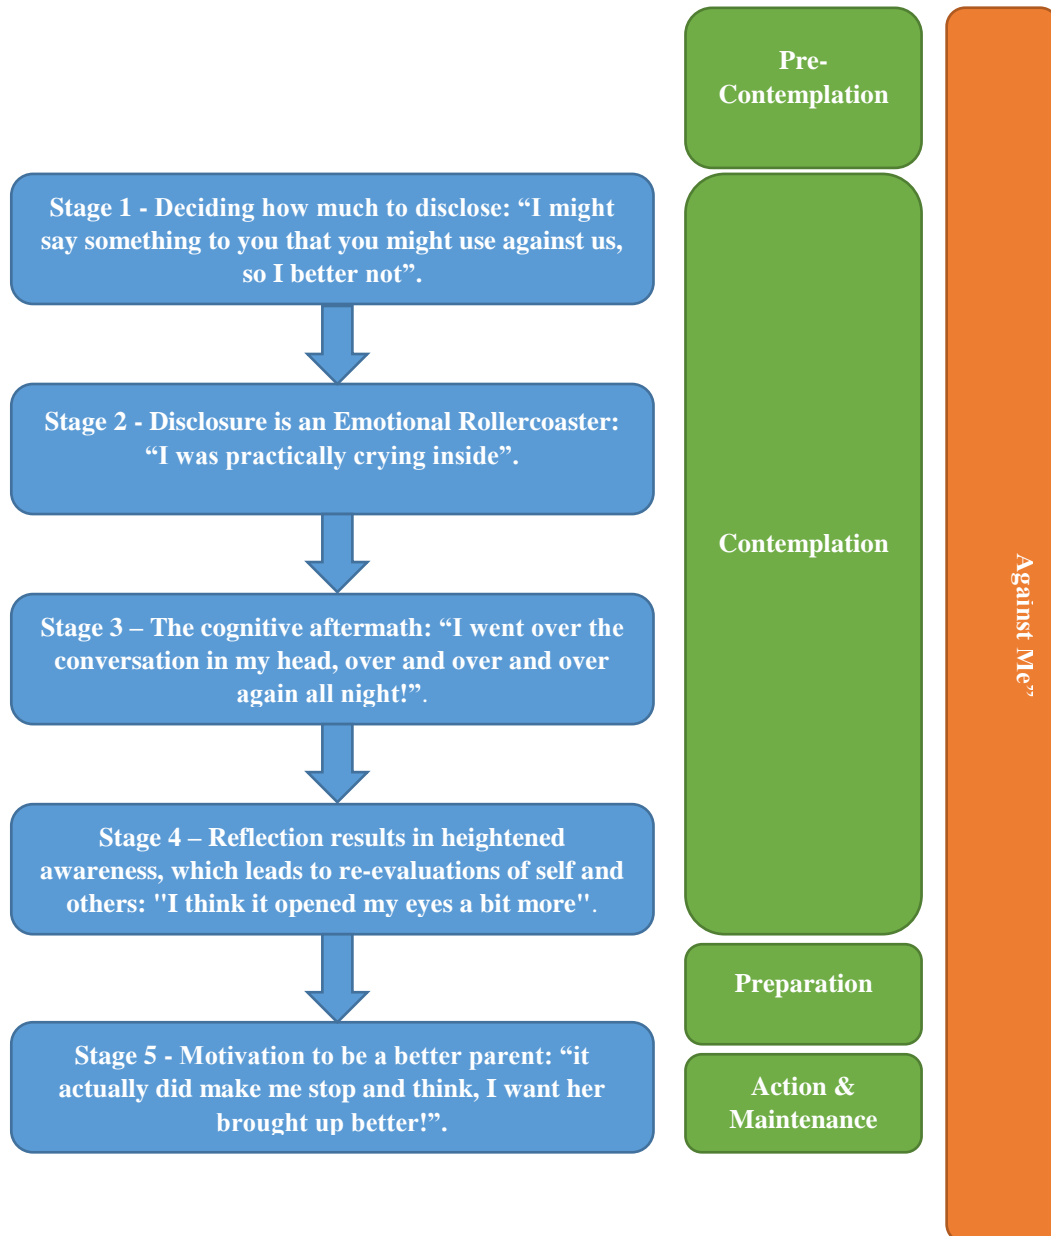 Pre-
Contemplation
Stage 1 - Deciding how much to disclose: “I might
say something to you that you might use against us,
so I better not”.
Stage 2 - Disclosure is an Emotional Rollercoaster:
“I was practically crying inside”.
Contemplation
Stage 3 – The cognitive aftermath: “I went over the
conversation in my head, over and over and over
again all night!”.
Stage 4 – Reflection results in heightened
awareness, which leads to re-evaluations of self and
others: "I think it opened my eyes a bit more".
Preparation
Stage 5 - Motivation to be a better parent: “it
actually did make me stop and think, I want her
brought up better!”.
Action &
Maintenance
Against Me”